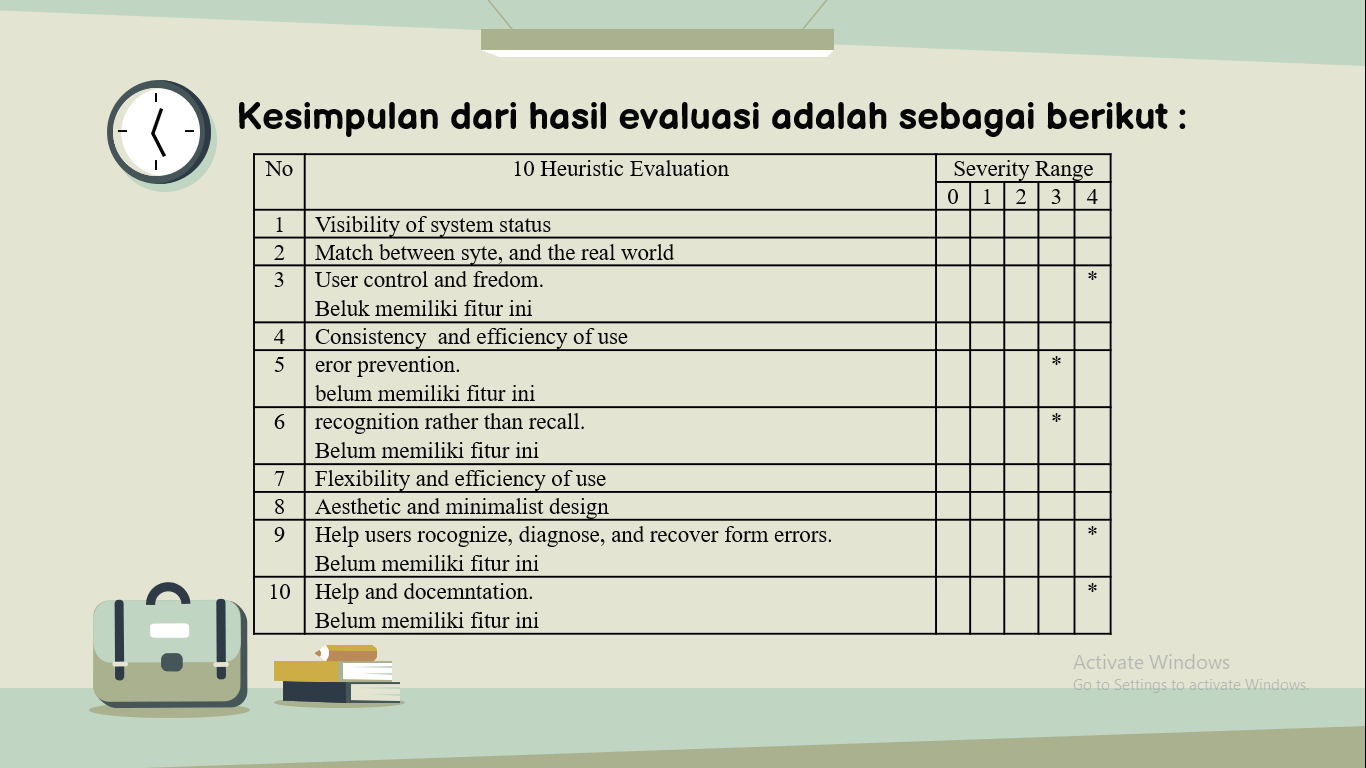 Kesimpulan dari hasil evaluasi adalah sebagai berikut :
No 10 Heuristic Evaluation Severity Range
0 1 2 3 4
1 Visibility of system status
2 Match between syte, and the real world
3 User control and fredom. *
Beluk memiliki fitur ini
4 Consistency  and efficiency of use
5 eror prevention. *
belum memiliki fitur ini
6 recognition rather than recall. *
Belum memiliki fitur ini
7 Flexibility and efficiency of use
8 Aesthetic and minimalist design
9 Help users rocognize, diagnose, and recover form errors. *
Belum memiliki fitur ini
10 Help and docemntation. *
Belum memiliki fitur ini
Activate Windows
Go to Settings to activate Windows.